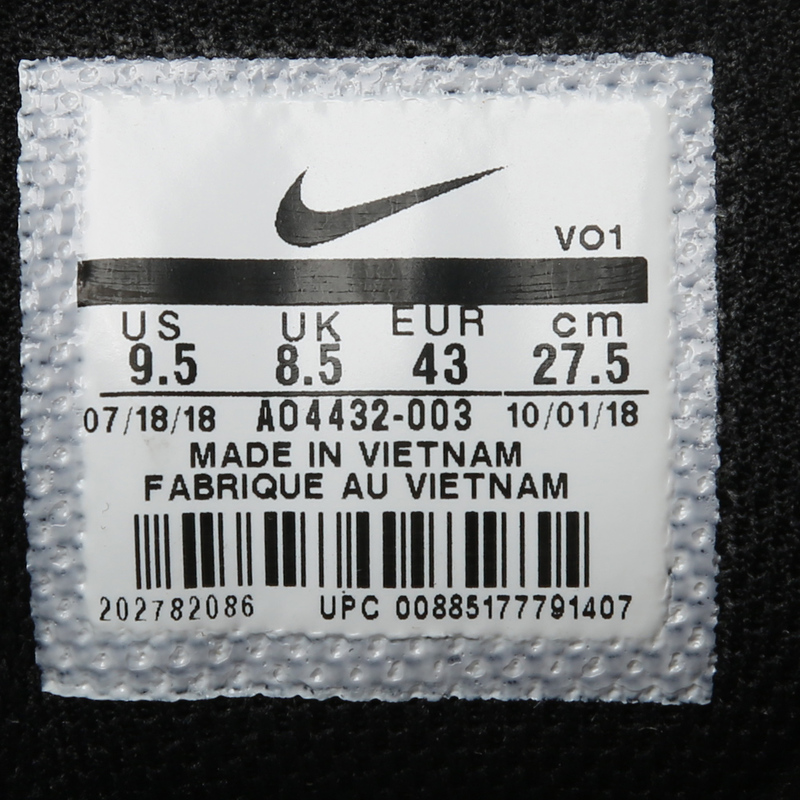 VO1
US UK EUR cm
9.5 8.5 43 27.5
07/18/18 AO4432-003 10/01/18
MADE IN VIETNAM
FABRIQUE AU VIETNAM
202782086 UPC 00885177791407